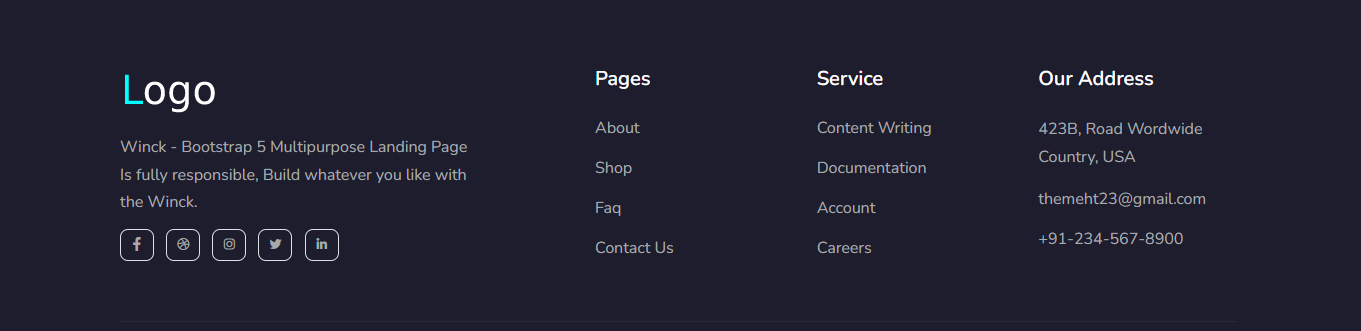 Logo
Winck - Bootstrap 5 Multipurpose Landing Page
Is fully responsible, Build whatever you like with
the Winck.
Pages
About
Shop
Faq
Contact Us
Service
Content Writing
Documentation
Account
Careers
Our Address
423B, Road Wordwide
Country, USA
themeht23@gmail.com
+91-234-567-8900